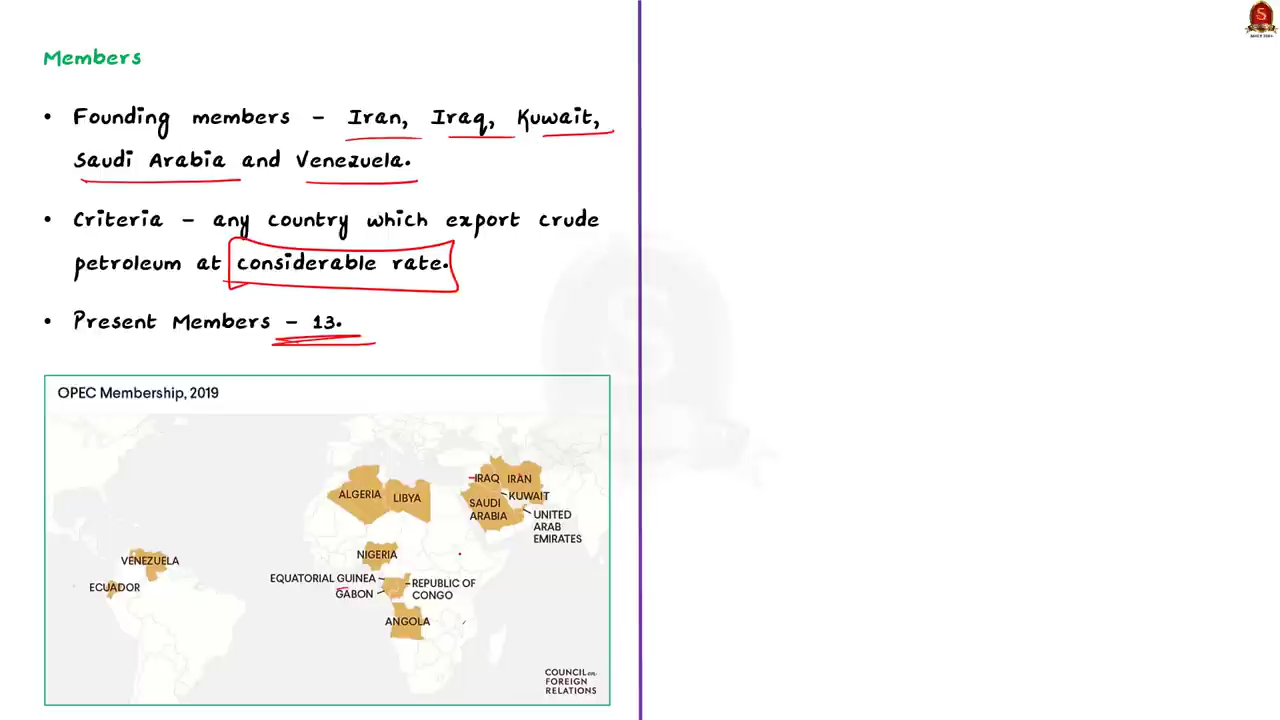 Members
• Founding members – Iran, Iraq, Kuwait,
Saudi Arabia and Venezuela.
• Criteria – any country which export crude
petroleum at considerable rate.
• Present Members – 13.
OPEC Membership, 2019
ALGERIA
LIBYA
IRAQ
IRAN
KUWAIT
SAUDI
ARABIA
UNITED
ARAB
EMIRATES
VENEZUELA
ECUADOR
NIGERIA
EQUATORIAL GUINEA
GABON
REPUBLIC OF
CONGO
ANGOLA
COUNCIL on
FOREIGN
RELATIONS
S